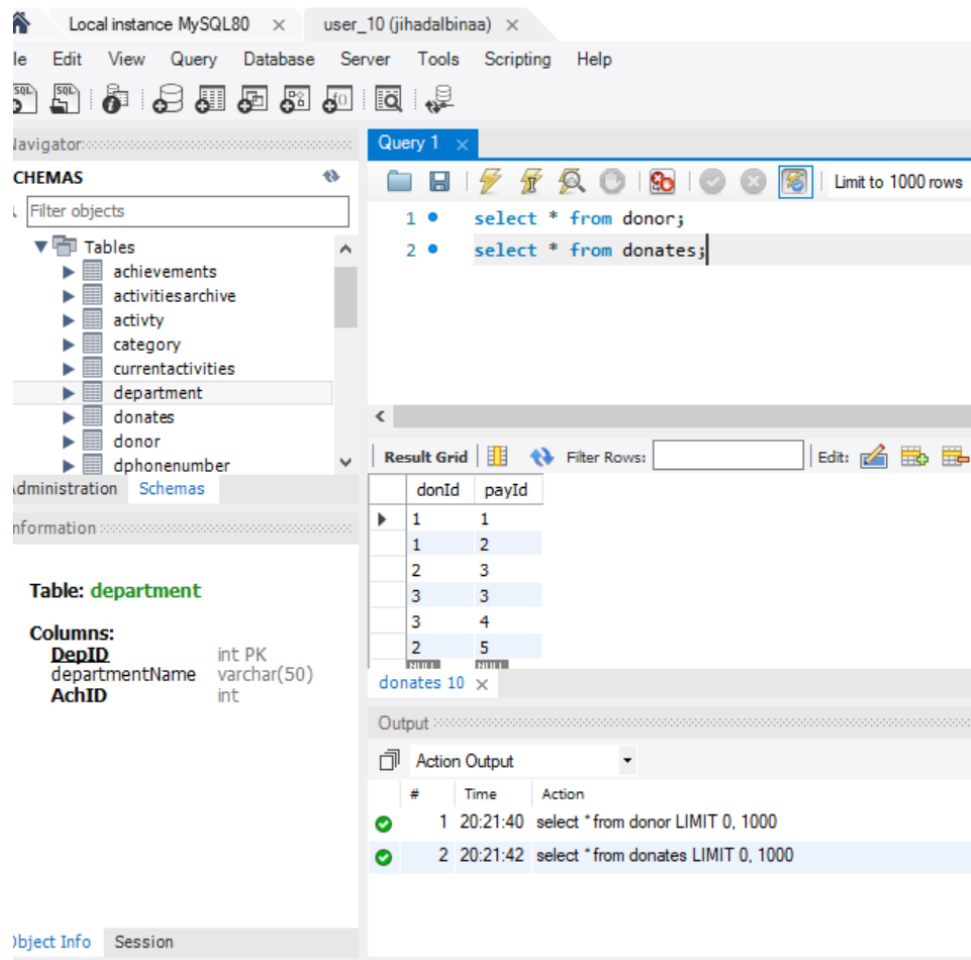 Local instance MySQL80 × user_10 (jihadalbinaa) ×
le Edit View Query Database Server Tools Scripting Help
Navigator
CHEMAS
Filter objects
Tables
achievements
activitiesarchive
activty
category
currentactivities
department
donates
donor
dphonenumber
Administration Schemas
Information
Table: department
Columns:
DepID int PK
departmentName varchar(50)
AchID int
Object Info Session
Query 1 ×
Limit to 1000 rows
1 select * from donor;
2 select * from donates;
Result Grid Filter Rows: Edit:
donId payId
1 1
1 2
2 3
3 3
3 4
2 5
NULL NULL
donates 10 ×
Output
Action Output
# Time Action
1 20:21:40 select * from donor LIMIT 0, 1000
2 20:21:42 select * from donates LIMIT 0, 1000